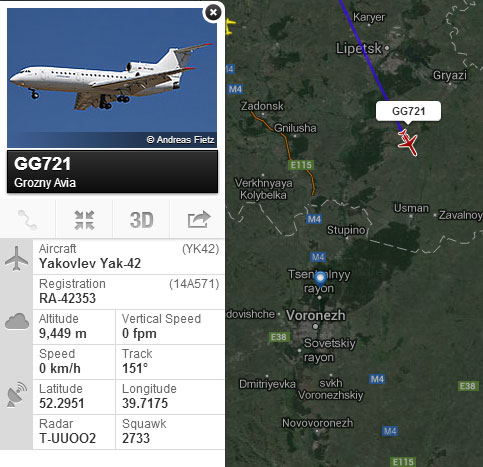 © Andreas Fietz
GG721
Grozny Avia
3D
Aircraft (YK42)
Yakovlev Yak-42
Registration (14A571)
RA-42353
Altitude Vertical Speed
9,449 m 0 fpm
Speed Track
0 km/h 151°
Latitude Longitude
52.2951 39.7175
Radar Squawk
T-UUOO2 2733
Karyer
Lipetsk
Gryazi
GG721
Zadonsk
Gnilusha
E115
Verkhnyaya
Kolybelka
M4
Usman
Zavalnoy
Stupino
M4
rayon
Voronezh
E38
Sovetskiy
rayon
Dmitriyevka
svkh
Voronezhskiy
M4
E38
Novovoronezh
M4